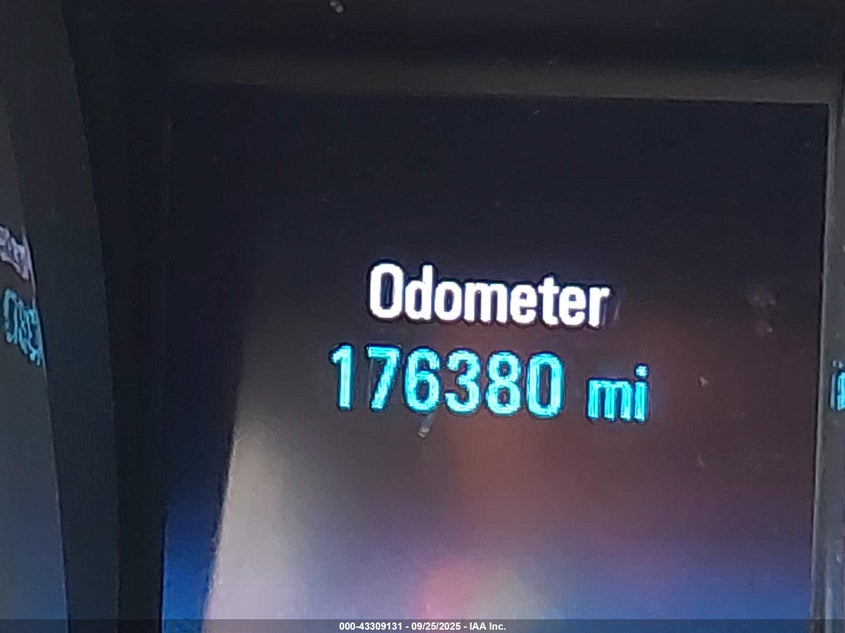 Odometer
176380 mi
000-43309131 - 09/25/2025 - IAA Inc.